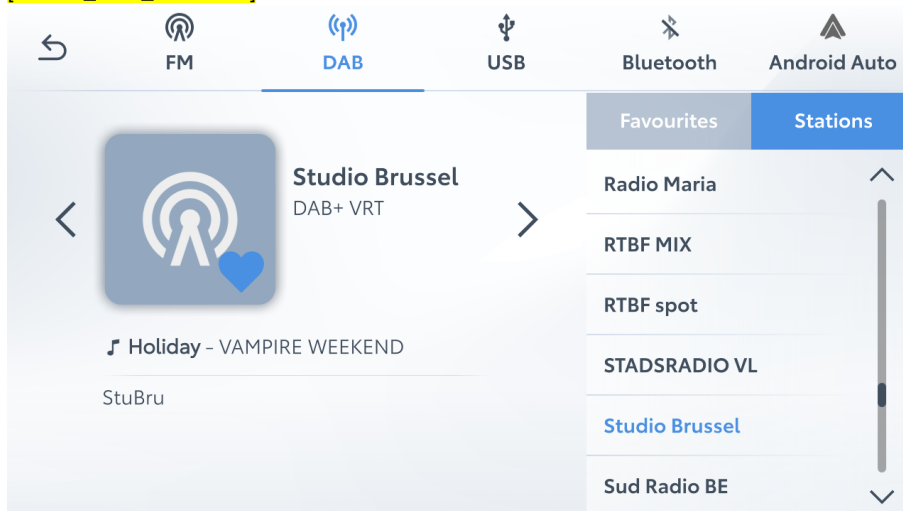 FM
DAB
USB
Bluetooth
Android Auto
Favourites
Stations
Studio Brussel
DAB+ VRT
Holiday - VAMPIRE WEEKEND
StuBru
Radio Maria
RTBF MIX
RTBF spot
STADSRADIO VL
Studio Brussel
Sud Radio BE